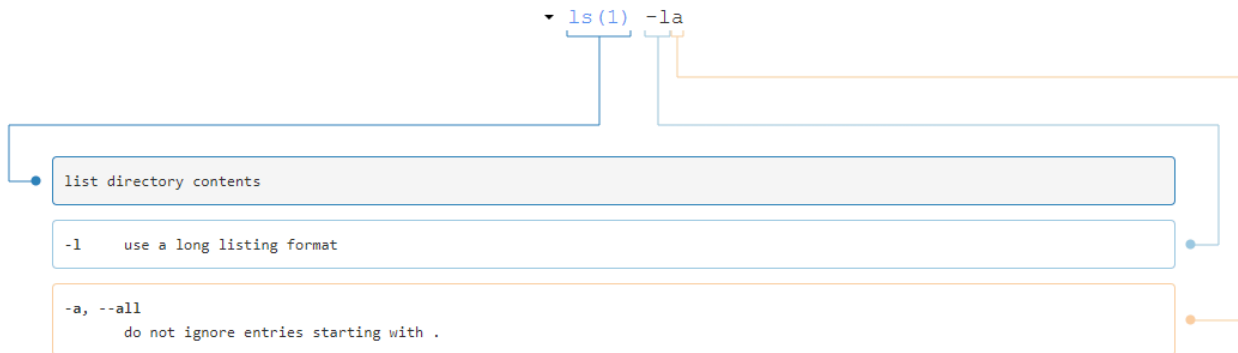 ls(1) -la
list directory contents
-l     use a long listing format
-a, --all
       do not ignore entries starting with .